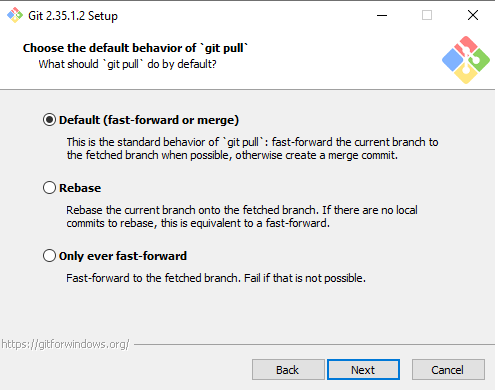 Git 2.35.1.2 Setup
Choose the default behavior of `git pull`
What should `git pull` do by default?
Default (fast-forward or merge)
This is the standard behavior of `git pull`: fast-forward the current branch to
the fetched branch when possible, otherwise create a merge commit.
Rebase
Rebase the current branch onto the fetched branch. If there are no local
commits to rebase, this is equivalent to a fast-forward.
Only ever fast-forward
Fast-forward to the fetched branch. Fail if that is not possible.
https://gitforwindows.org/
Back Next Cancel